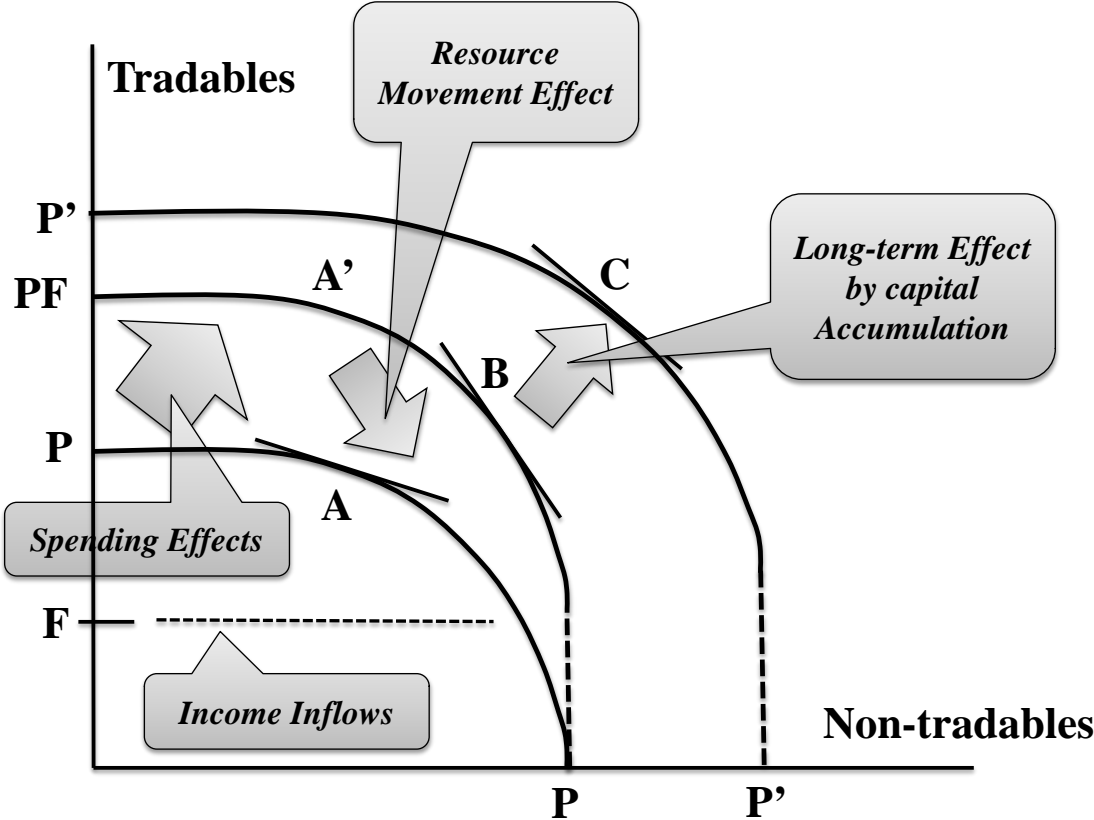 Resource
Movement Effect
Tradables
P’
Long-term Effect
by capital
Accumulation
A’
C
PF
B
P
A
Spending Effects
F
Income Inflows
Non-tradables
P
P’